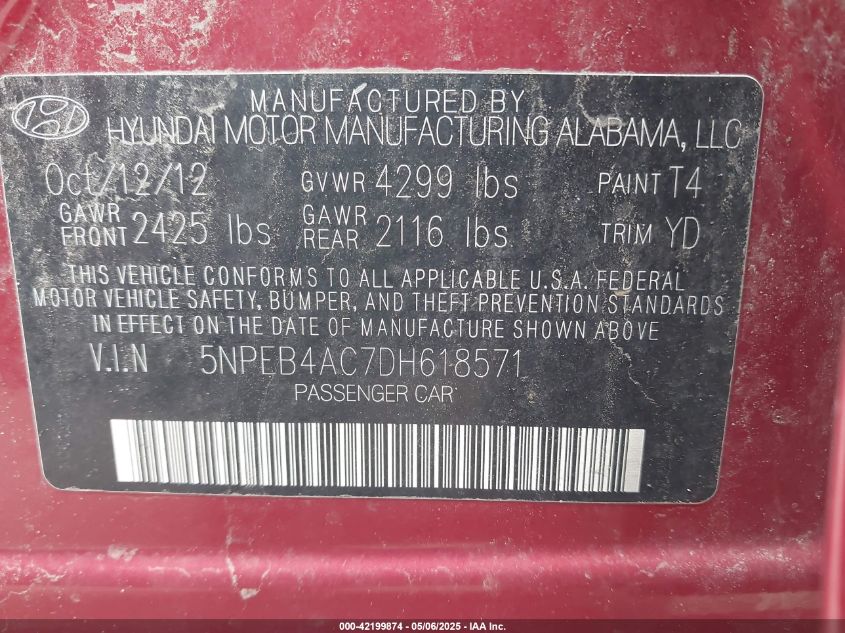 MANUFACTURED BY
HYUNDAI MOTOR MANUFACTURING ALABAMA, LLC
Oct/12/12 GVWR 4299 lbs PAINT T4
GAWR FRONT 2425 lbs GAWR REAR 2116 lbs TRIM YD
THIS VEHICLE CONFORMS TO ALL APPLICABLE U.S.A. FEDERAL
MOTOR VEHICLE SAFETY, BUMPER, AND THEFT PREVENTION STANDARDS
IN EFFECT ON THE DATE OF MANUFACTURE SHOWN ABOVE
V.I.N 5NPEB4AC7DH618571
PASSENGER CAR
000-42199874 | 05/06/2025 - IAA Inc.